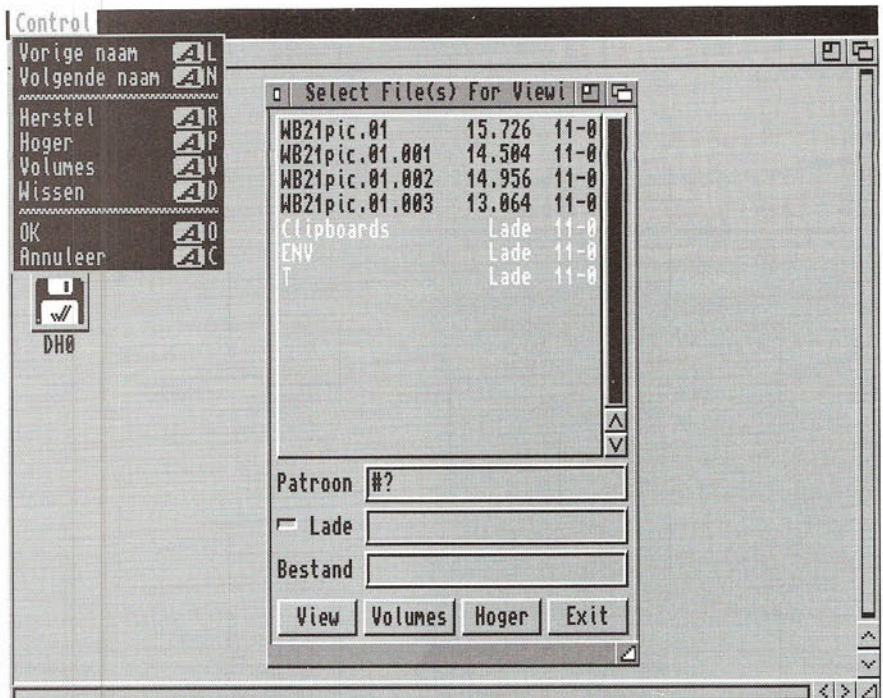 Control
Vorige naam A L
Volgende naam A N
Herstel A R
Hoger A P
Volumes A V
Wissen A D
OK A O
Annuleer A C
DH0
Select File(s) For Viewi
WB21pic.01 15.726 11-0
WB21pic.01.001 14.504 11-0
WB21pic.01.002 14.956 11-0
WB21pic.01.003 13.064 11-0
Clipboards Lade 11-0
ENV Lade 11-0
T Lade 11-0
Patroon #?
Lade
Bestand
View Volumes Hoger Exit